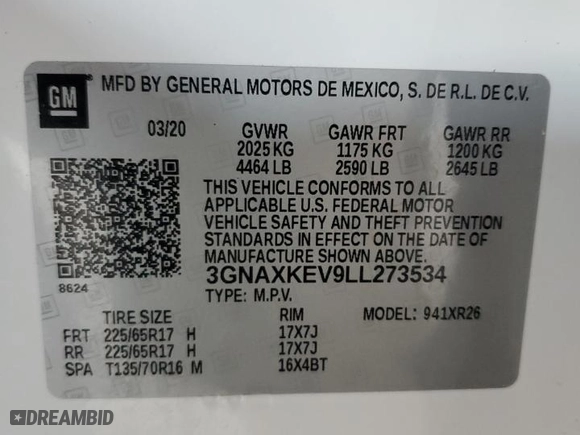 GM
MFD BY GENERAL MOTORS DE MEXICO, S. DE R.L. DE C.V.
03/20 GVWR GAWR FRT GAWR RR
2025 KG 1175 KG 1200 KG
4464 LB 2590 LB 2645 LB
THIS VEHICLE CONFORMS TO ALL
APPLICABLE U.S. FEDERAL MOTOR
VEHICLE SAFETY AND THEFT PREVENTION
STANDARDS IN EFFECT ON THE DATE OF
MANUFACTURE SHOWN ABOVE.
3GNAXKEV9LL273534
8624 TYPE: M.P.V.
TIRE SIZE RIM MODEL: 941XR26
FRT 225/65R17 H 17X7J
RR 225/65R17 H 17X7J
SPA T135/70R16 M 16X4BT
DREAMBID